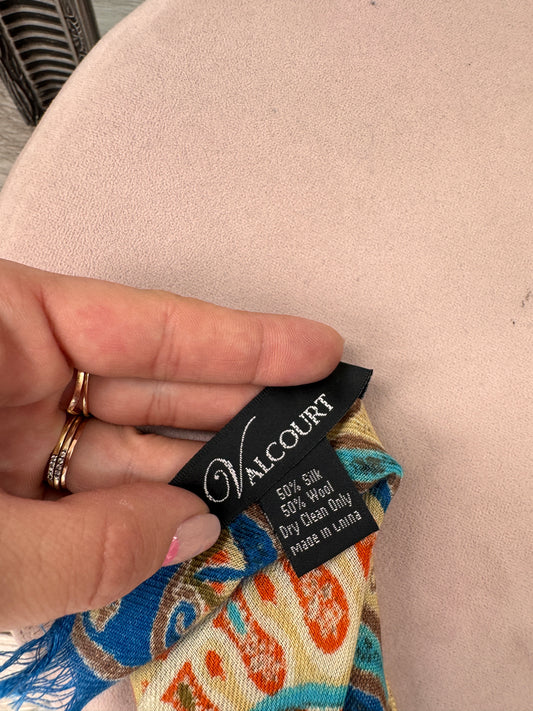 VALCOURT
50% Silk
50% Wool
Dry Clean Only
Made in China